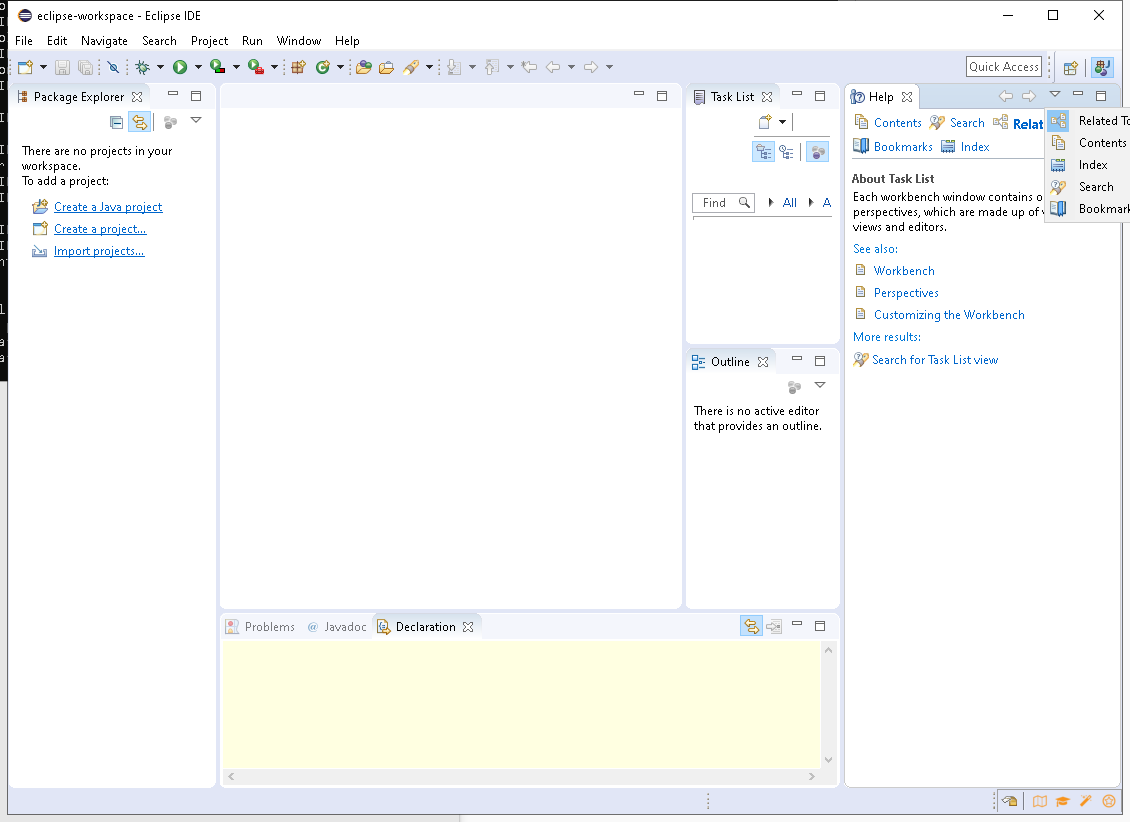 eclipse-workspace - Eclipse IDE
File Edit Navigate Search Project Run Window Help
Quick Access
Package Explorer
There are no projects in your
workspace.
To add a project:
Create a Java project
Create a project...
Import projects...
Task List
Find All A
Outline
There is no active editor
that provides an outline.
Problems @ Javadoc Declaration
Help
Contents Search Relat
Bookmarks Index
Related To
Contents
Index
Search
Bookmark
About Task List
Each workbench window contains o
perspectives, which are made up of
views and editors.
See also:
Workbench
Perspectives
Customizing the Workbench
More results:
Search for Task List view